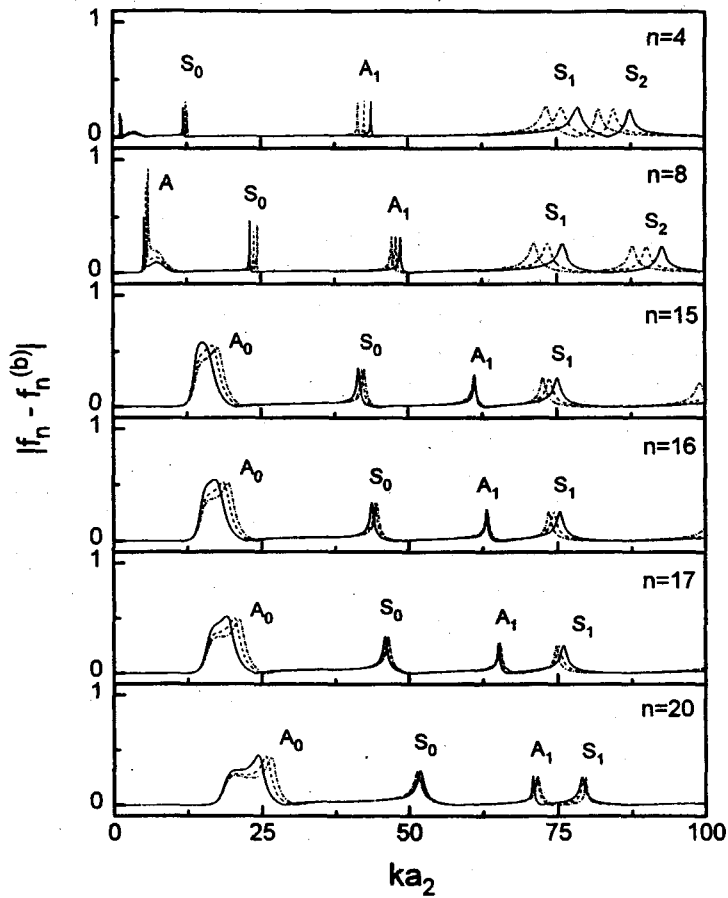 |fₙ - fₙ⁽ᵇ⁾|
1
0
S₀
A₁
S₁
S₂
n=4
1
0
A
S₀
A₁
S₁
S₂
n=8
1
0
A₀
S₀
A₁
S₁
n=15
1
0
A₀
S₀
A₁
S₁
n=16
1
0
A₀
S₀
A₁
S₁
n=17
1
0
A₀
S₀
A₁
S₁
n=20
0
25
50
75
100
ka₂